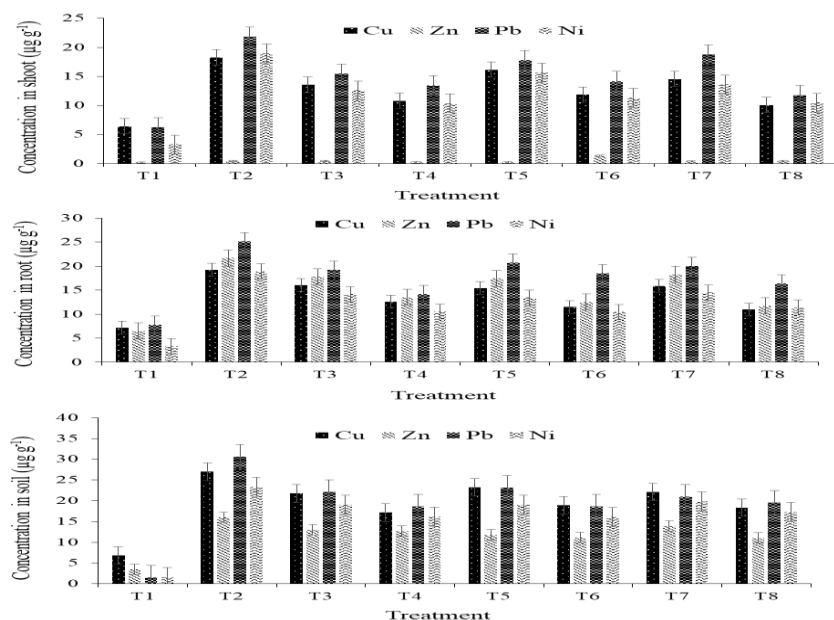 Concentration in shoot (µg g-1)
25
20
15
10
5
0
Cu Zn Pb Ni
T1 T2 T3 T4 T5 T6 T7 T8
Treatment
Concentration in root (µg g-1)
30
25
20
15
10
5
0
Cu Zn Pb Ni
T1 T2 T3 T4 T5 T6 T7 T8
Treatment
Concentration in soil (µg g-1)
40
35
30
25
20
15
10
5
0
Cu Zn Pb Ni
T1 T2 T3 T4 T5 T6 T7 T8
Treatment